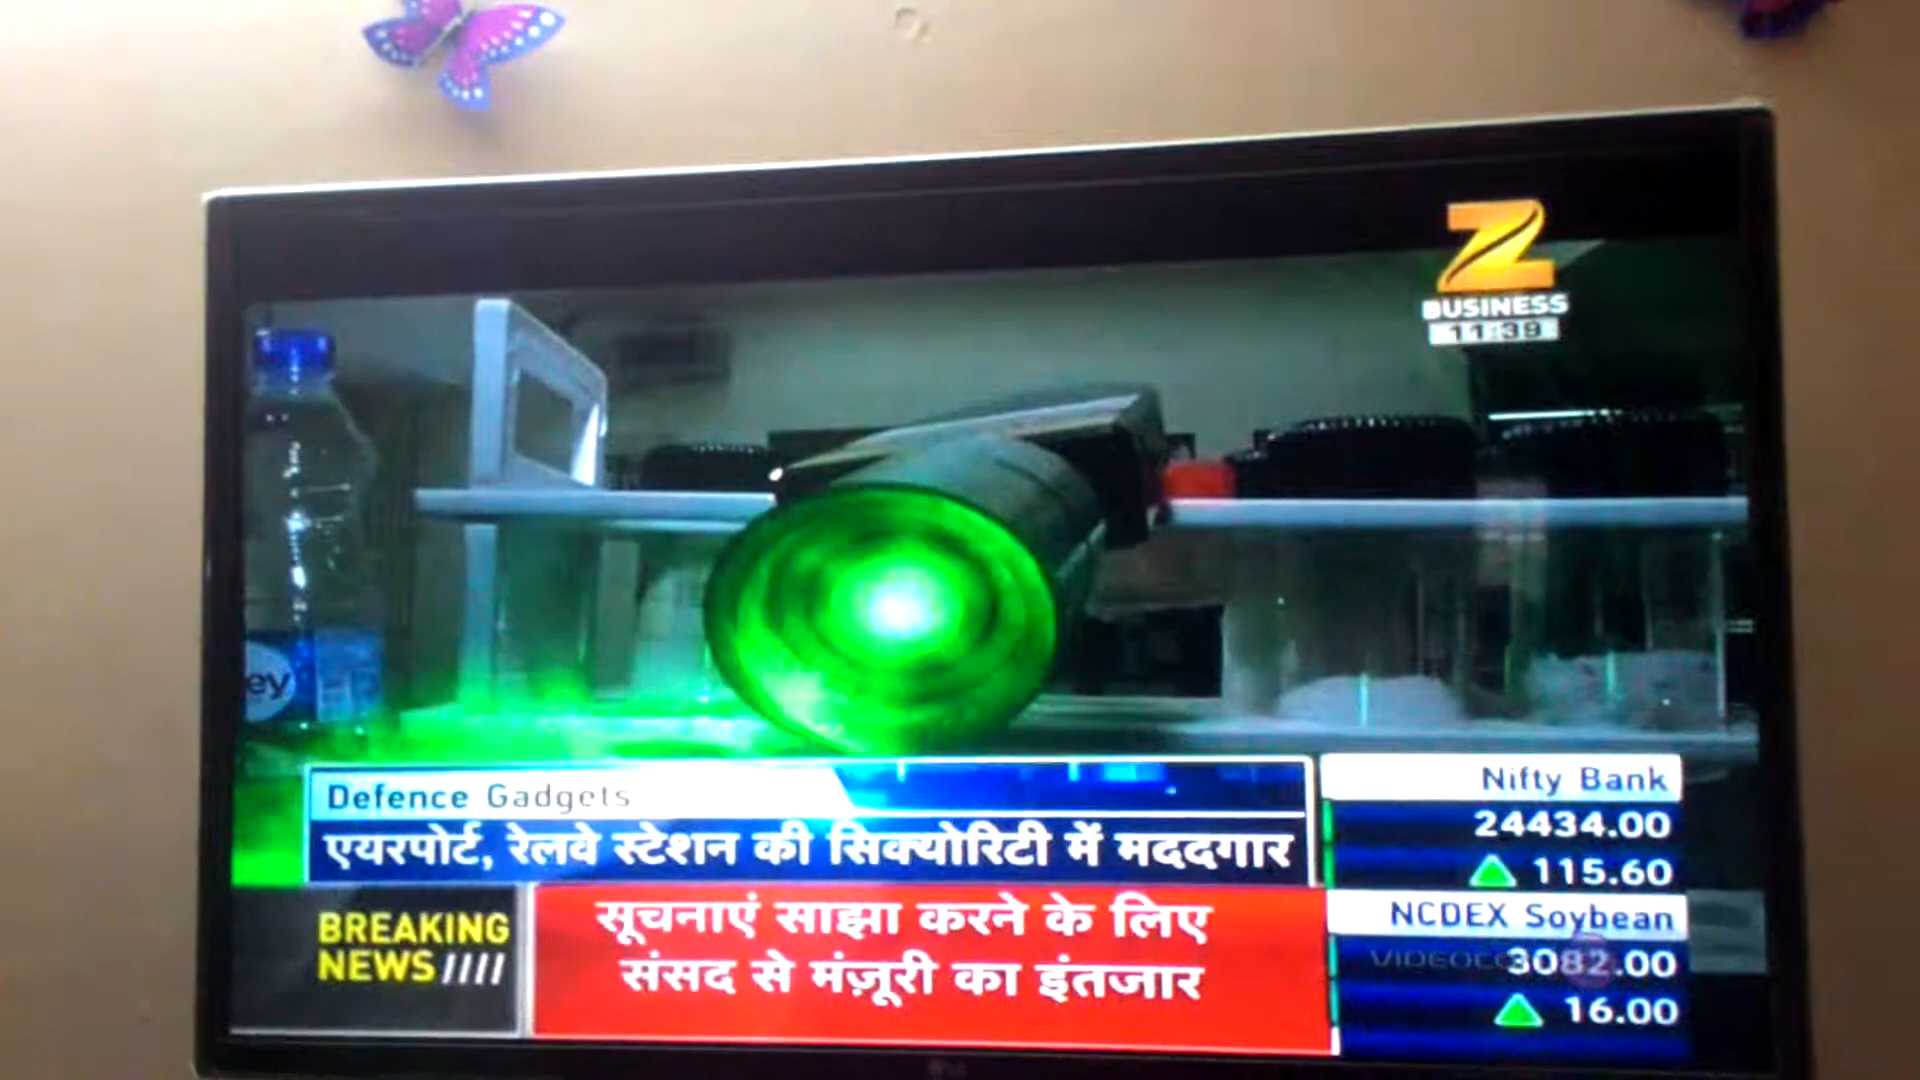 BUSINESS
11:39
ey
Defence Gadgets
एयरपोर्ट, रेलवे स्टेशन की सिक्योरिटी में मददगार
Nifty Bank
24434.00
115.60
BREAKING
NEWS ////
सूचनाएं साझा करने के लिए
संसद से मंज़ूरी का इंतजार
NCDEX Soybean
3082.00
16.00